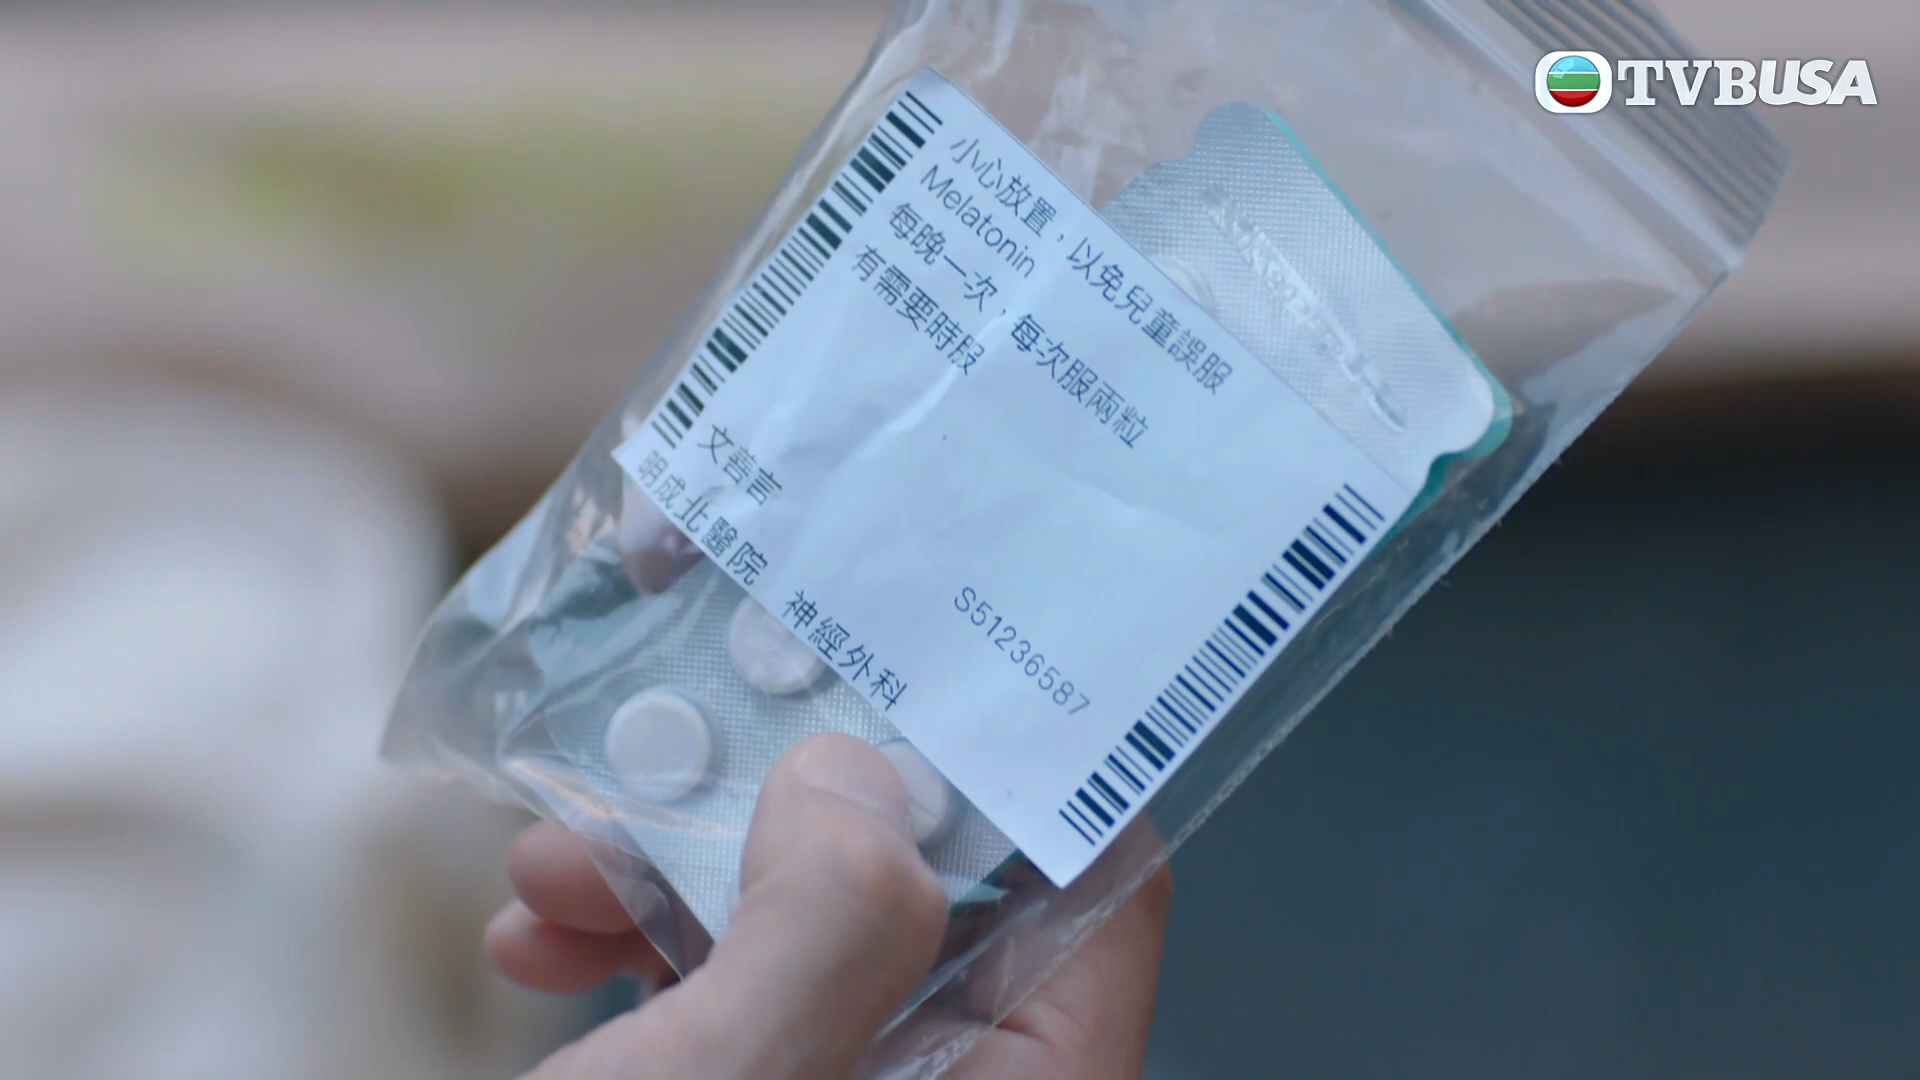 TVBUSA
小心放置，以免兒童誤服
Melatonin
每晚一次，每次服兩粒
有需要時服
文善言
S51236587
明成北醫院 神經外科